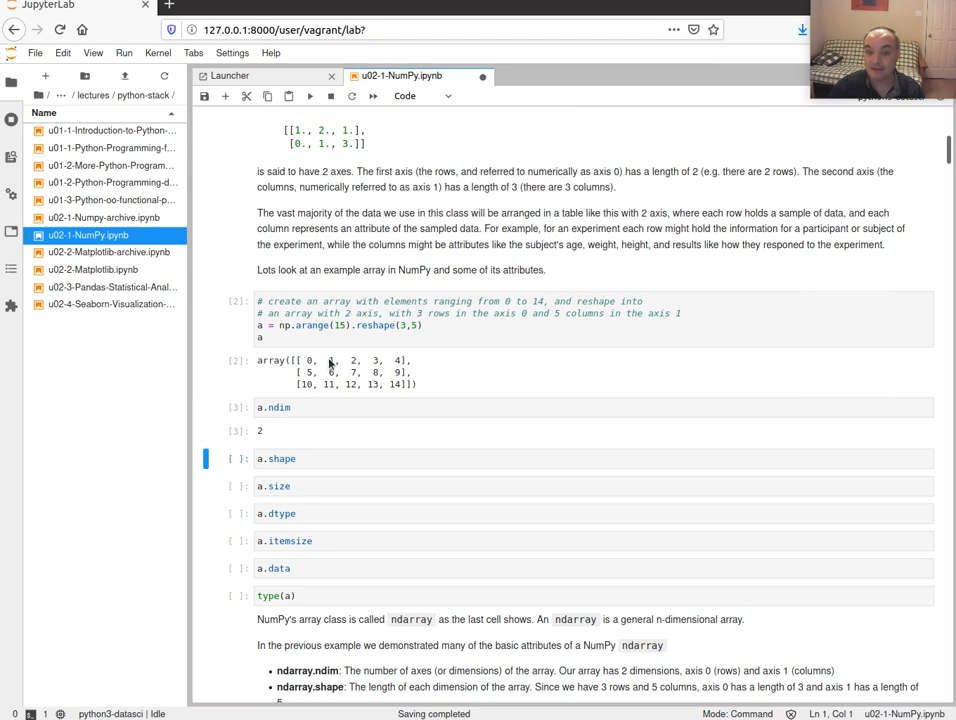 JupyterLab
127.0.0.1:8000/user/vagrant/lab?
File Edit View Run Kernel Tabs Settings Help
/ ··· / lectures / python-stack /
Name
u01-1-Introduction-to-Python-...
u01-1-Python-Programming-f...
u01-2-More-Python-Program...
u01-2-Python-Programming-d...
u01-3-Python-oo-functional-p...
u02-1-Numpy-archive.ipynb
u02-1-NumPy.ipynb
u02-2-Matplotlib-archive.ipynb
u02-2-Matplotlib.ipynb
u02-3-Pandas-Statistical-Anal...
u02-4-Seaborn-Visualization-...
Launcher
u02-1-NumPy.ipynb
Code
[[1., 2., 1.],
[0., 1., 3.]]
is said to have 2 axes. The first axis (the rows, and referred to numerically as axis 0) has a length of 2 (e.g. there are 2 rows). The second axis (the
columns, numerically referred to as axis 1) has a length of 3 (there are 3 columns).
The vast majority of the data we use in this class will be arranged in a table like this with 2 axis, where each row holds a sample of data, and each
column represents an attribute of the sampled data. For example, for an experiment each row might hold the information for a participant or subject of
the experiment, while the columns might be attributes like the subject's age, weight, height, and results like how they responded to the experiment.
Lots look at an example array in NumPy and some of its attributes.
[2]: # create an array with elements ranging from 0 to 14, and reshape into
# an array with 2 axis, with 3 rows in the axis 0 and 5 columns in the axis 1
a = np.arange(15).reshape(3,5)
a
[2]: array([[ 0, 1, 2, 3, 4],
[ 5, 6, 7, 8, 9],
[10, 11, 12, 13, 14]])
[3]: a.ndim
[3]: 2
[ ]: a.shape
[ ]: a.size
[ ]: a.dtype
[ ]: a.itemsize
[ ]: a.data
[ ]: type(a)
NumPy's array class is called ndarray as the last cell shows. An ndarray is a general n-dimensional array.
In the previous example we demonstrated many of the basic attributes of a NumPy ndarray
• ndarray.ndim: The number of axes (or dimensions) of the array. Our array has 2 dimensions, axis 0 (rows) and axis 1 (columns)
• ndarray.shape: The length of each dimension of the array. Since we have 3 rows and 5 columns, axis 0 has a length of 3 and axis 1 has a length of
0 1 python3-datasci | Idle Saving completed Mode: Command Ln 1, Col 1 u02-1-NumPy.ipynb